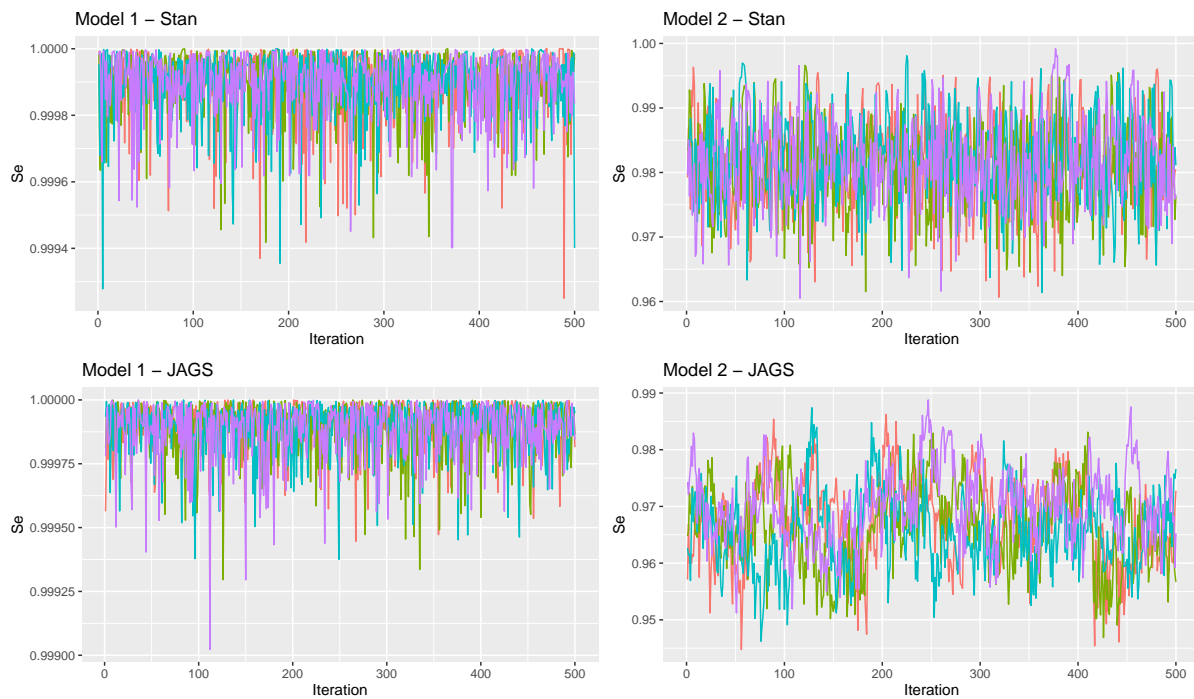 Model 1 – Stan
1.0000
0.9998
0.9996
0.9994
Se
0 100 200 300 400 500
Iteration
Model 2 – Stan
1.00
0.99
0.98
0.97
0.96
Se
0 100 200 300 400 500
Iteration
Model 1 – JAGS
1.00000
0.99975
0.99950
0.99925
0.99900
Se
0 100 200 300 400 500
Iteration
Model 2 – JAGS
0.99
0.98
0.97
0.96
0.95
Se
0 100 200 300 400 500
Iteration